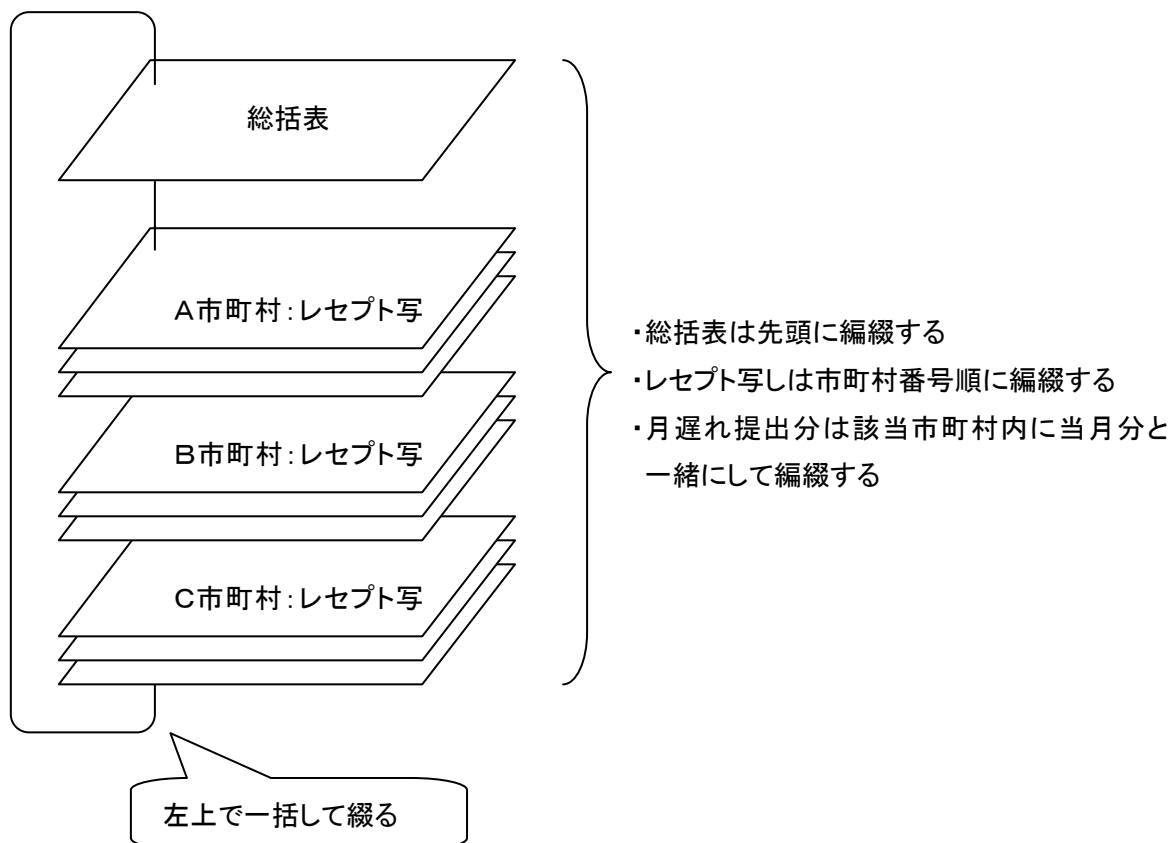 総括表
A市町村：レセプト写
B市町村：レセプト写
C市町村：レセプト写
・総括表は先頭に編綴する
・レセプト写しは市町村番号順に編綴する
・月遅れ提出分は該当市町村内に当月分と
一緒にして編綴する
左上で一括して綴る